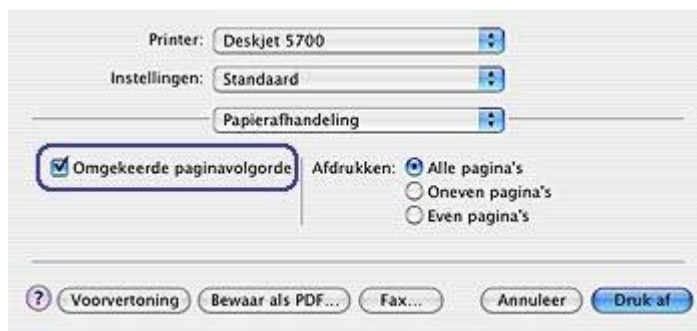 Printer: Deskjet 5700
Instellingen: Standaard
Papierafhandeling
Omgekeerde paginavolgorde Afdrukken: Alle pagina's
Oneven pagina's
Even pagina's
? Voorvertoning Bewaar als PDF... Fax... Annuleer Druk af